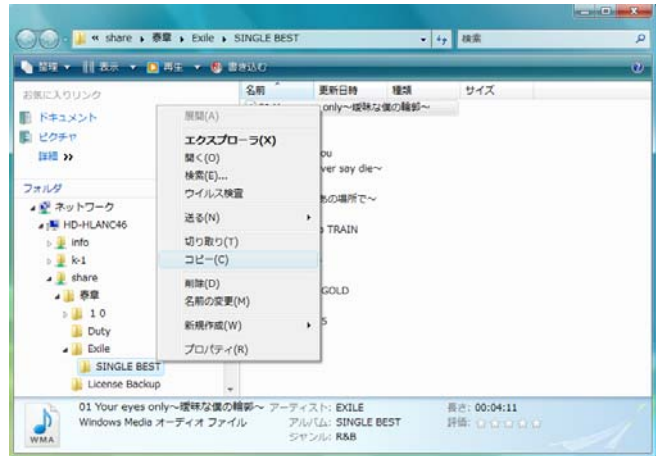 « share ▸ 泰章 ▸ Exile ▸ SINGLE BEST
検索
整理 表示 再生 書き込む
お気に入りリンク
ドキュメント
ピクチャ
詳細 »
フォルダ
ネットワーク
HD-HLANC46
info
k-1
share
泰章
1 0
Duty
Exile
SINGLE BEST
License Backup
展開(A)
エクスプローラ(X)
開く(O)
検索(E)...
ウイルス検査
送る(N)
切り取り(T)
コピー(C)
削除(D)
名前の変更(M)
新規作成(W)
プロパティ(R)
名前 更新日時 種類 サイズ
only～曖昧な僕の輪郭～
ou
ver say die～
あの場所で～
TRAIN
GOLD
s
01 Your eyes only～曖昧な僕の輪郭～ アーティスト: EXILE 長さ: 00:04:11
Windows Media オーディオ ファイル アルバム: SINGLE BEST 評価:
ジャンル: R&B
WMA